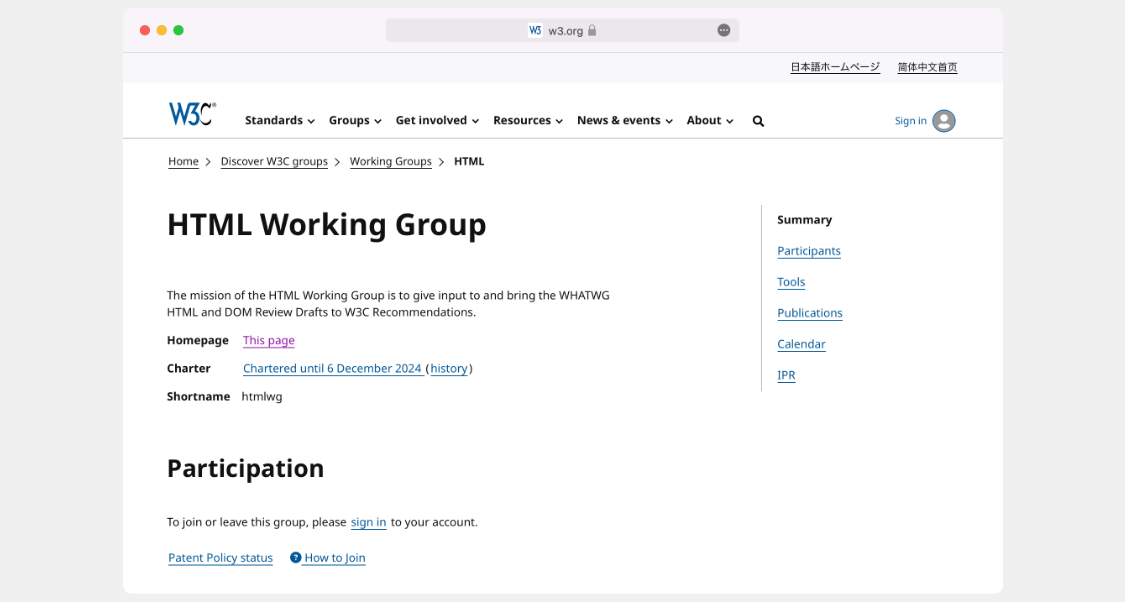 W3 w3.org
日本語ホームページ 简体中文首页
W3C® Standards Groups Get involved Resources News & events About Sign in
Home Discover W3C groups Working Groups HTML
HTML Working Group
The mission of the HTML Working Group is to give input to and bring the WHATWG
HTML and DOM Review Drafts to W3C Recommendations.
Homepage This page
Charter Chartered until 6 December 2024 (history)
Shortname htmlwg
Summary
Participants
Tools
Publications
Calendar
IPR
Participation
To join or leave this group, please sign in to your account.
Patent Policy status ? How to Join